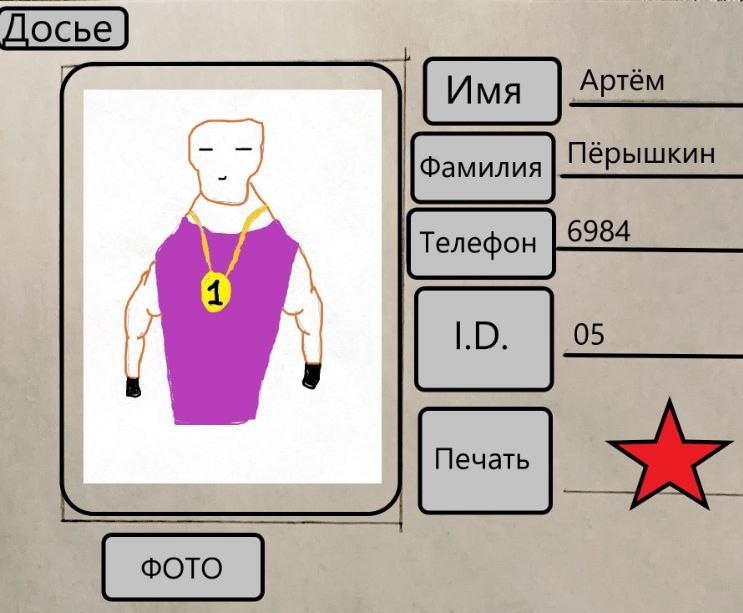 Досье
Имя Артём
Фамилия Пёрышкин
Телефон 6984
1
I.D. 05
Печать
ФОТО